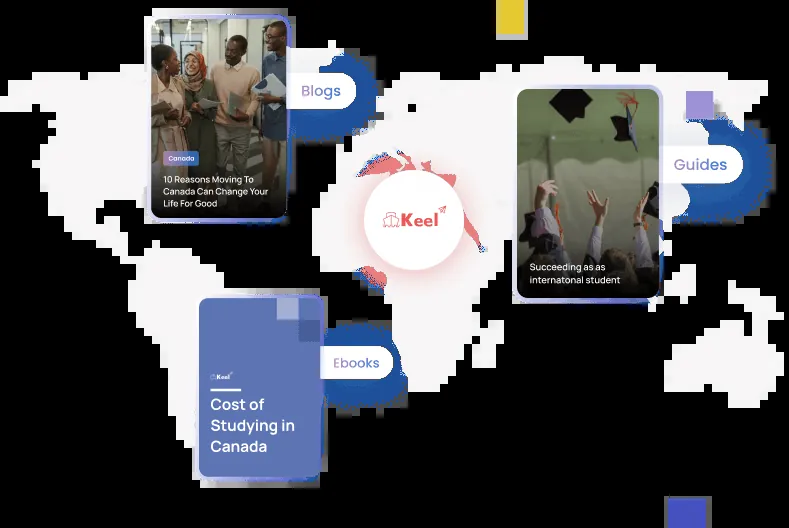 Blogs
Canada
10 Reasons Moving To
Canada Can Change Your
Life For Good
Guides
Keel
Succeeding as as
internatonal student
Ebooks
Keel
Cost of
Studying in
Canada